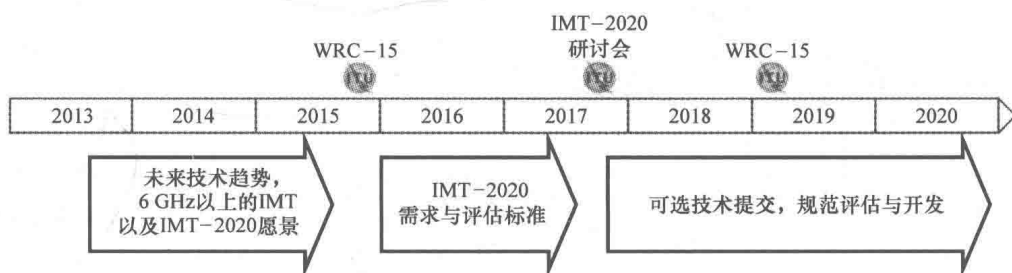 IMT-2020
WRC-15 研讨会 WRC-15
ITU ITU ITU
2013 2014 2015 2016 2017 2018 2019 2020
未来技术趋势，
6 GHz以上的IMT
以及IMT-2020愿景
IMT-2020
需求与评估标准
可选技术提交，规范评估与开发